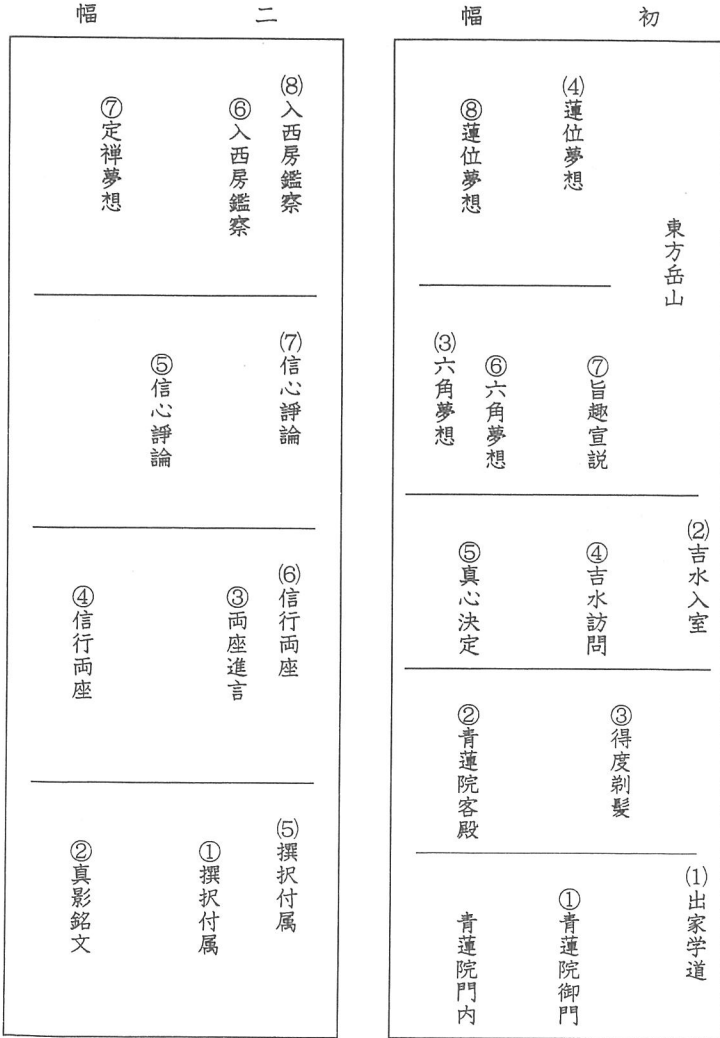 初幅
(4)蓮位夢想
⑧蓮位夢想
東方岳山
⑦旨趣宣説
⑥六角夢想
(3)六角夢想
(2)吉水入室
④吉水訪問
⑤真心決定
③得度剃髪
②青蓮院客殿
(1)出家学道
①青蓮院御門
青蓮院門内
二幅
(8)入西房鑑察
⑥入西房鑑察
⑦定禅夢想
(7)信心諍論
⑤信心諍論
(6)信行両座
③両座進言
④信行両座
(5)撰択付属
①撰択付属
②真影銘文